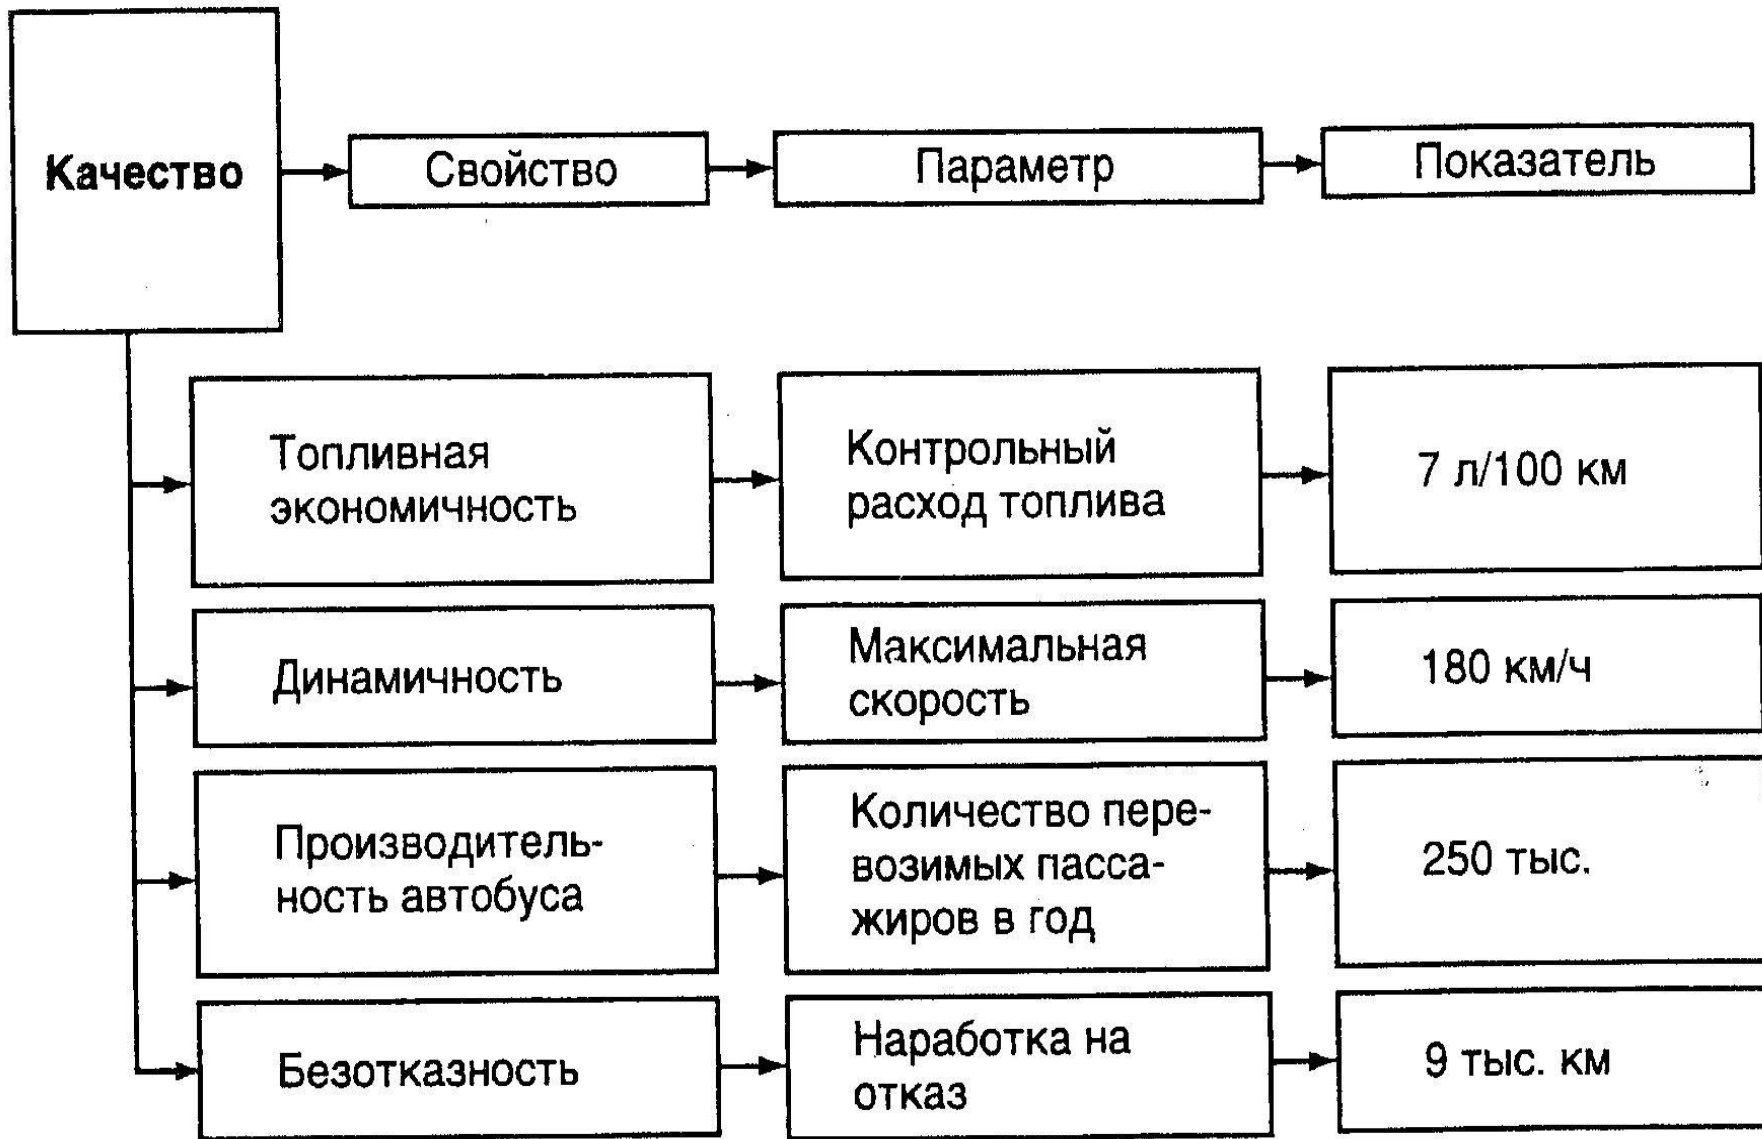 Качество
Свойство
Параметр
Показатель
Топливная
экономичность
Контрольный
расход топлива
7 л/100 км
Динамичность
Максимальная
скорость
180 км/ч
Производитель-
ность автобуса
Количество пере-
возимых пасса-
жиров в год
250 тыс.
Безотказность
Наработка на
отказ
9 тыс. км